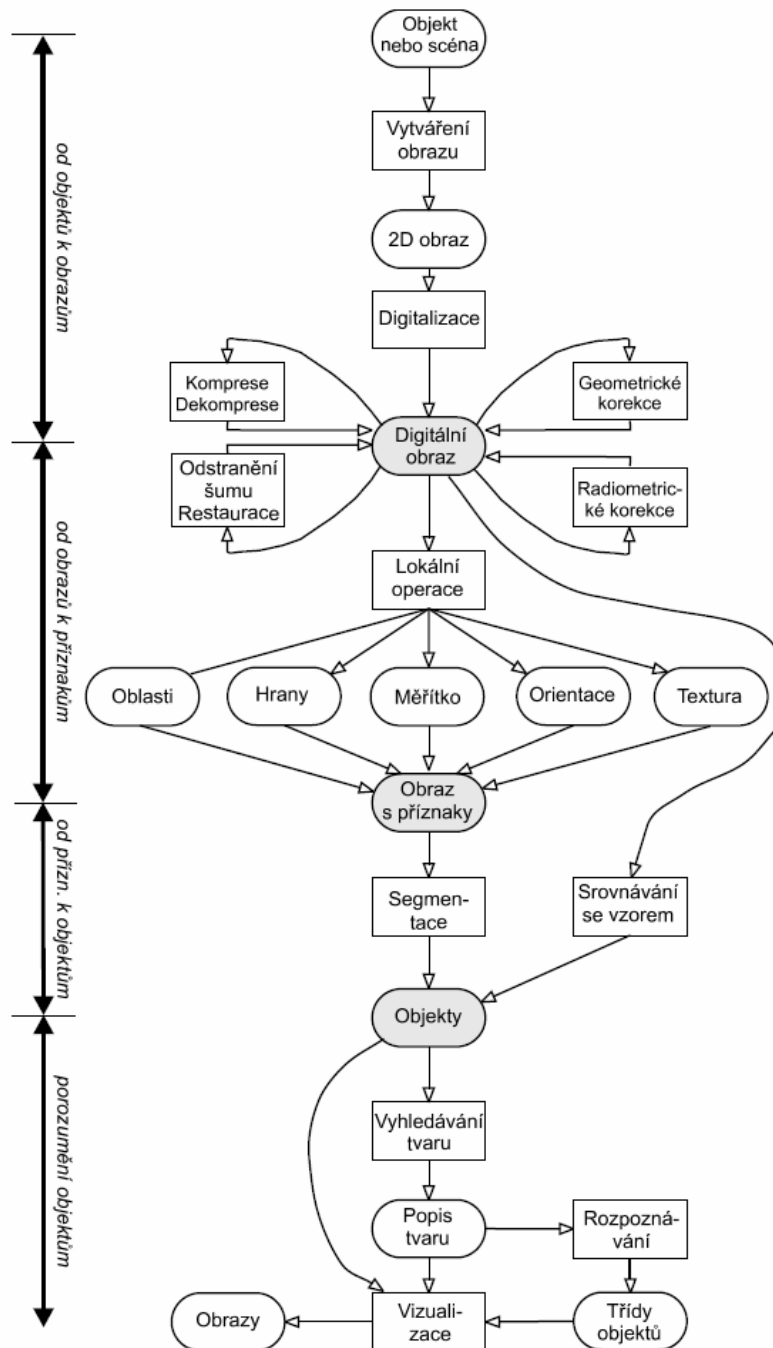 Objekt
nebo scéna
Vytváření
obrazu
2D obraz
Digitalizace
Komprese
Dekomprese
Geometrické
korekce
Digitální
obraz
Odstranění
šumu
Restaurace
Radiometric-
ké korekce
Lokální
operace
Oblasti
Hrany
Měřítko
Orientace
Textura
Obraz
s příznaky
Segmen-
tace
Srovnávání
se vzorem
Objekty
Vyhledávání
tvaru
Popis
tvaru
Rozpozná-
vání
Obrazy
Vizuali-
zace
Třídy
objektů
od objektů k obrazům
od obrazů k příznakům
od přízn. k objektům
porozumění objektům